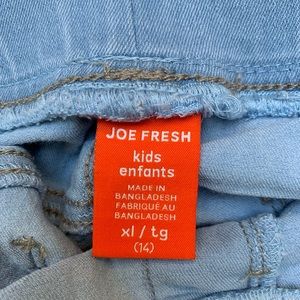 JOE FRESH
kids
enfants
MADE IN
BANGLADESH
FABRIQUÉ AU
BANGLADESH
xl / tg
(14)